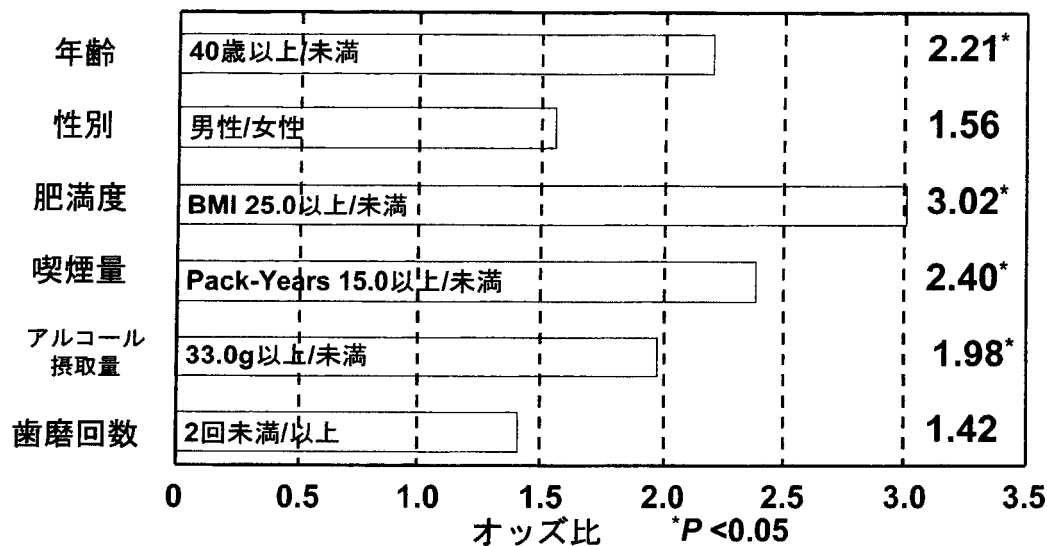 年齢
40歳以上/未満
2.21*
性別
男性/女性
1.56
肥満度
BMI 25.0以上/未満
3.02*
喫煙量
Pack-Years 15.0以上/未満
2.40*
アルコール
摂取量
33.0g以上/未満
1.98*
歯磨回数
2回未満/以上
1.42
0 0.5 1.0 1.5 2.0 2.5 3.0 3.5
オッズ比 *P <0.05